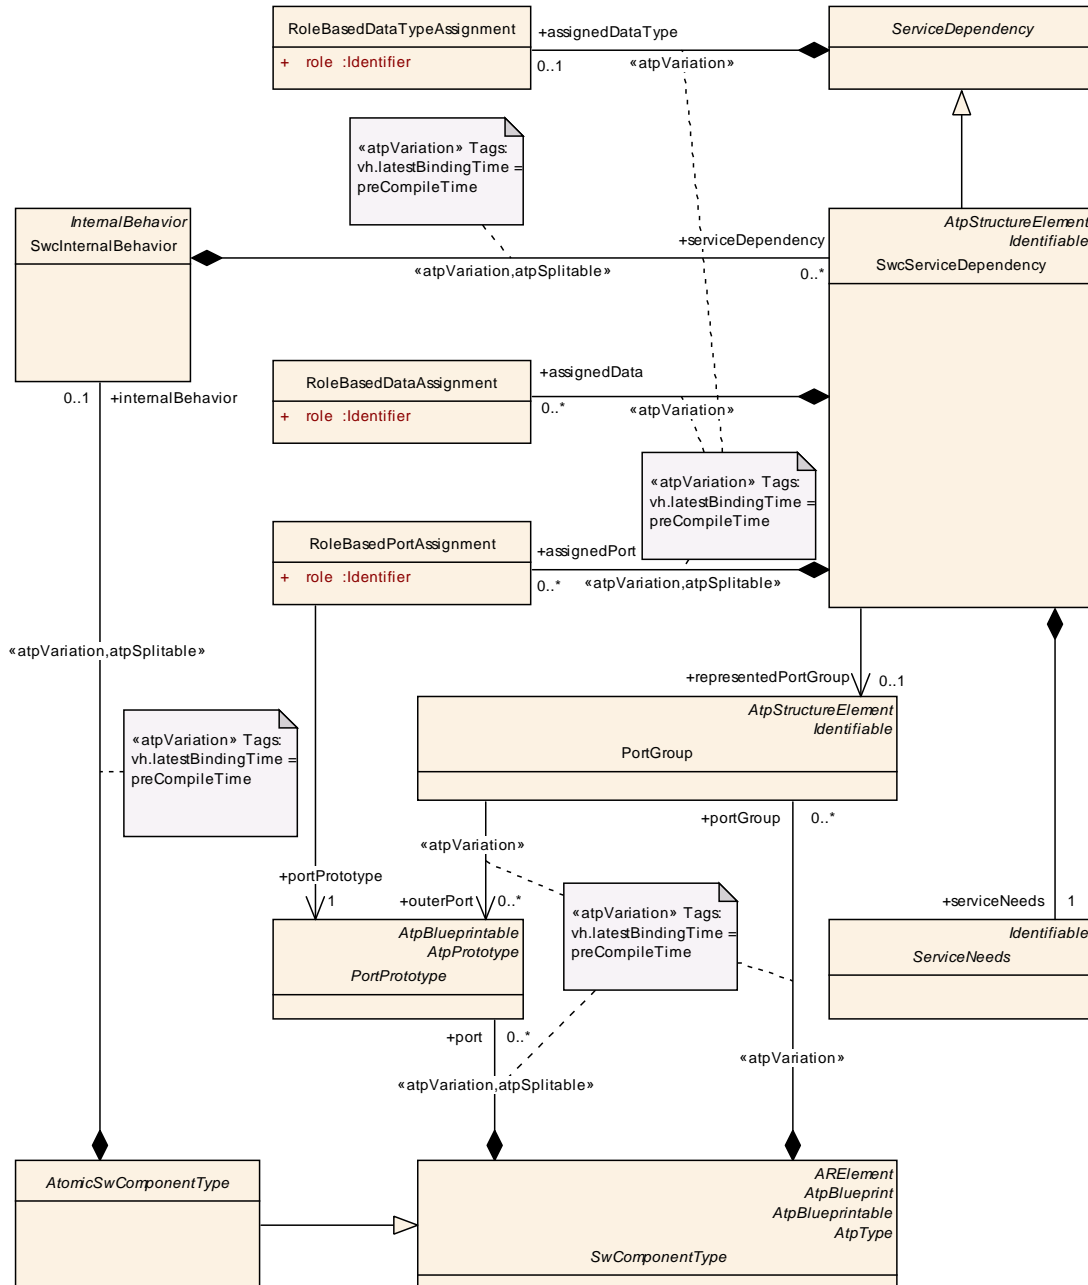 RoleBasedDataTypeAssignment
+ role :Identifier
+assignedDataType
0..1
«atpVariation»
ServiceDependency
«atpVariation» Tags:
vh.latestBindingTime =
preCompileTime
InternalBehavior
SwcInternalBehavior
+serviceDependency
«atpVariation,atpSplitable»
0..*
AtpStructureElement
Identifiable
SwcServiceDependency
0..1
+internalBehavior
RoleBasedDataAssignment
+ role :Identifier
+assignedData
0..*
«atpVariation»
«atpVariation» Tags:
vh.latestBindingTime =
preCompileTime
RoleBasedPortAssignment
+ role :Identifier
+assignedPort
0..*
«atpVariation,atpSplitable»
«atpVariation,atpSplitable»
+representedPortGroup
0..1
AtpStructureElement
Identifiable
PortGroup
«atpVariation» Tags:
vh.latestBindingTime =
preCompileTime
+portGroup
0..*
«atpVariation»
+portPrototype
1
+outerPort
0..*
«atpVariation» Tags:
vh.latestBindingTime =
preCompileTime
+serviceNeeds
1
AtpBlueprintable
AtpPrototype
PortPrototype
Identifiable
ServiceNeeds
+port
0..*
«atpVariation»
«atpVariation,atpSplitable»
AtomicSwComponentType
ARElement
AtpBlueprint
AtpBlueprintable
AtpType
SwComponentType